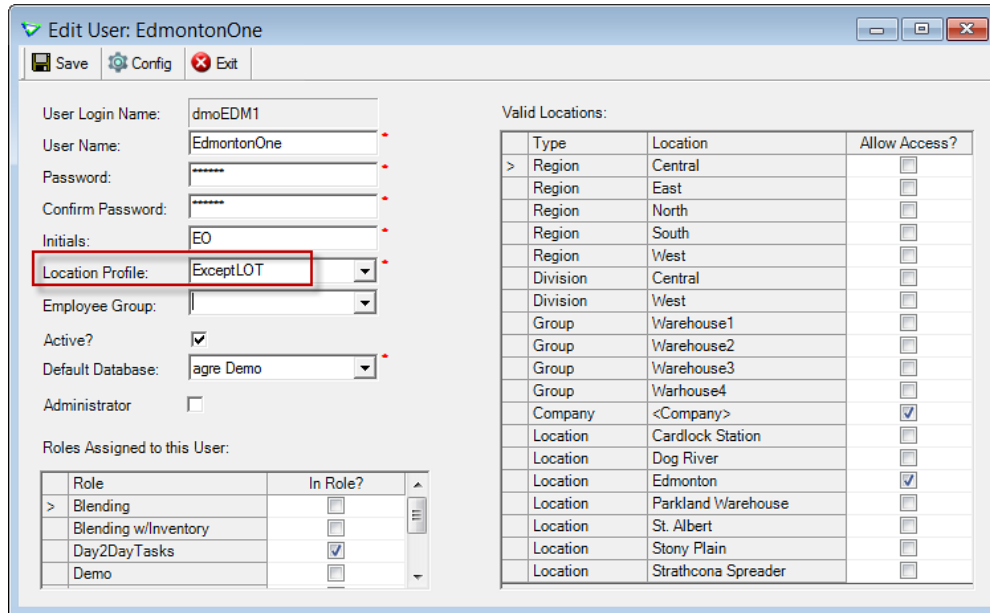 Edit User: EdmontonOne
Save Config Exit
User Login Name: dmoEDM1
User Name: EdmontonOne *
Password: ****** *
Confirm Password: ****** *
Initials: EO *
Location Profile: ExceptLOT *
Employee Group:
Active?
Default Database: agre Demo *
Administrator
Roles Assigned to this User:
Role In Role?
> Blending
Blending w/Inventory
Day2DayTasks
Demo
Valid Locations:
Type Location Allow Access?
> Region Central
Region East
Region North
Region South
Region West
Division Central
Division West
Group Warehouse1
Group Warehouse2
Group Warehouse3
Group Warhouse4
Company <Company>
Location Cardlock Station
Location Dog River
Location Edmonton
Location Parkland Warehouse
Location St. Albert
Location Stony Plain
Location Strathcona Spreader